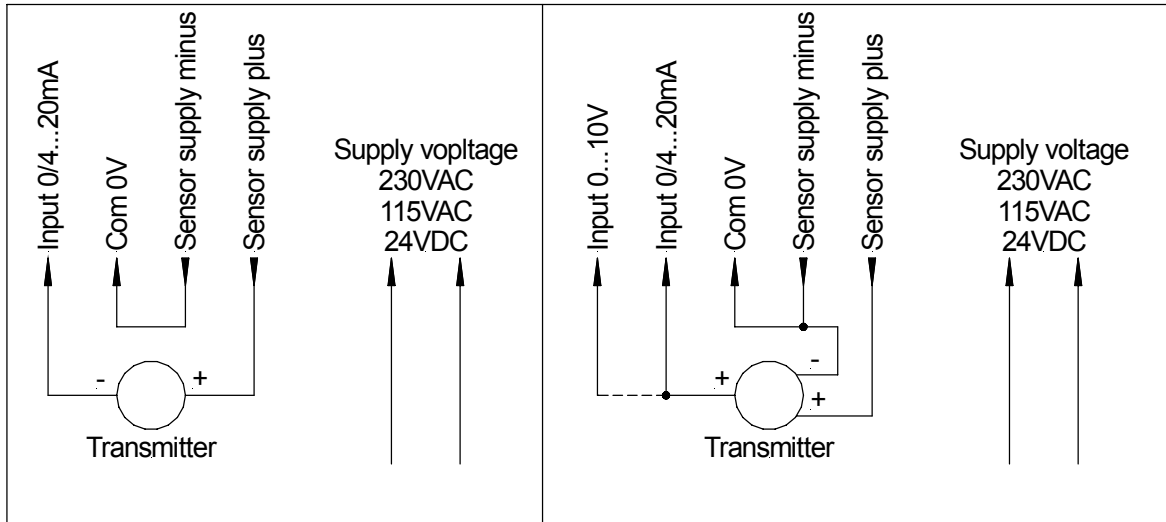 Input 0/4...20mA
Com 0V
Sensor supply minus
Sensor supply plus
Supply vopltage
230VAC
115VAC
24VDC
- +
Transmitter
Input 0...10V
Input 0/4...20mA
Com 0V
Sensor supply minus
Sensor supply plus
Supply voltage
230VAC
115VAC
24VDC
-
+
+
Transmitter